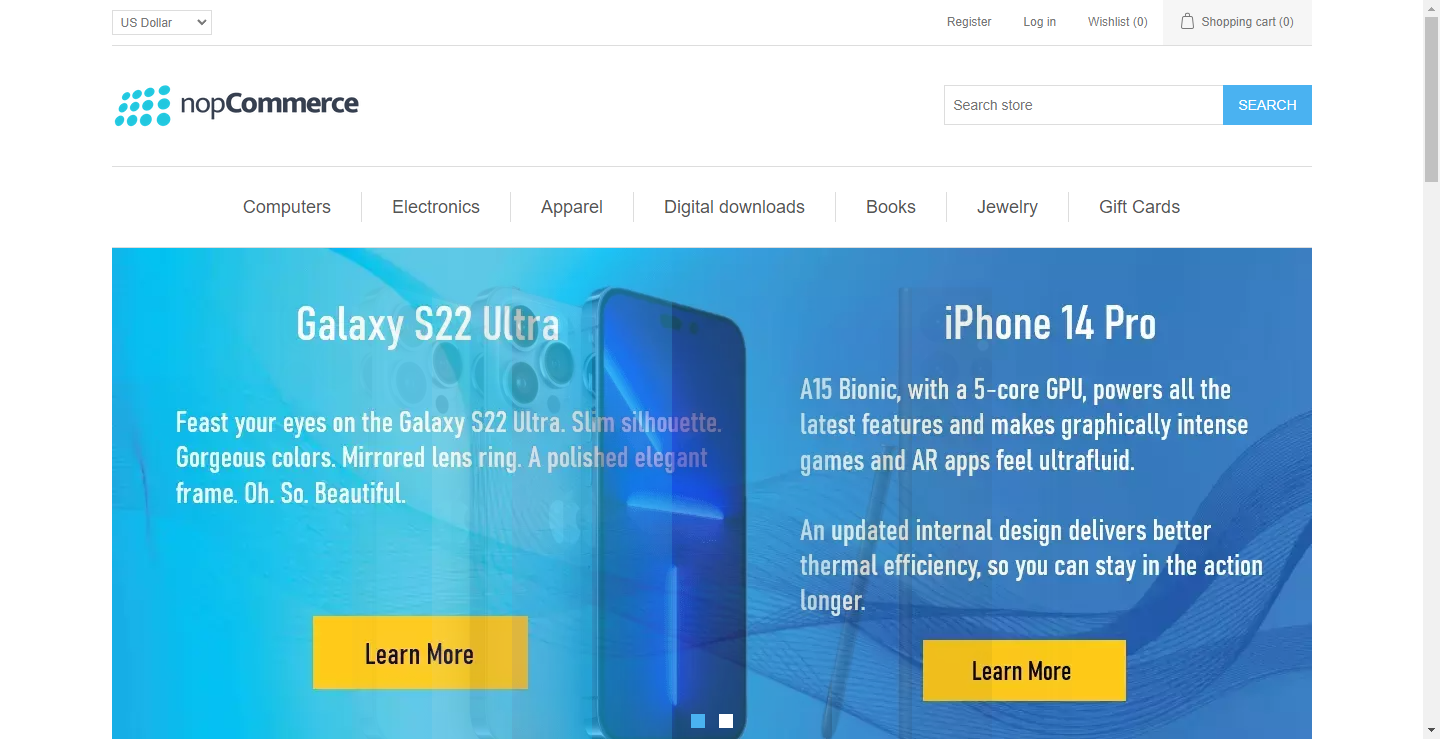 US Dollar
Register
Log in
Wishlist (0)
Shopping cart (0)
nopCommerce
Search store
SEARCH
Computers
Electronics
Apparel
Digital downloads
Books
Jewelry
Gift Cards
Galaxy S22 Ultra
Feast your eyes on the Galaxy S22 Ultra. Slim silhouette.
Gorgeous colors. Mirrored lens ring. A polished elegant
frame. Oh. So. Beautiful.
Learn More
iPhone 14 Pro
A15 Bionic, with a 5-core GPU, powers all the
latest features and makes graphically intense
games and AR apps feel ultrafluid.
An updated internal design delivers better
thermal efficiency, so you can stay in the action
longer.
Learn More